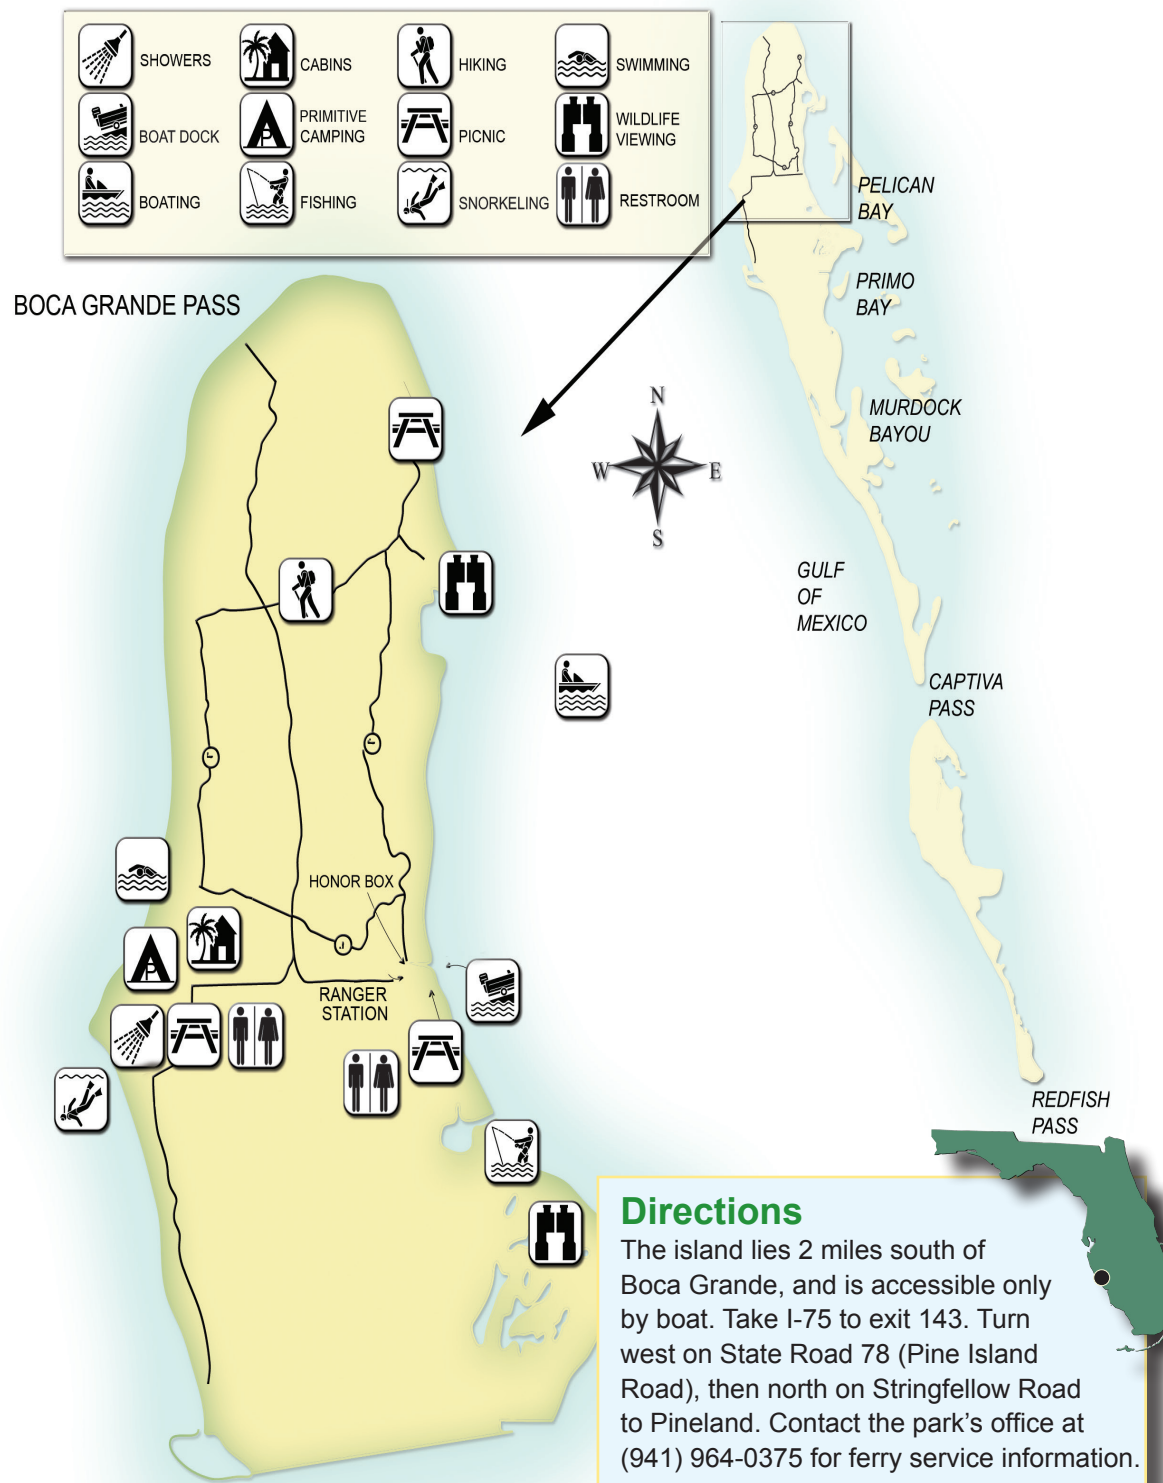 SHOWERS
CABINS
HIKING
SWIMMING
BOAT DOCK
PRIMITIVE
CAMPING
PICNIC
WILDLIFE
VIEWING
BOATING
FISHING
SNORKELING
RESTROOM
P
PELICAN
BAY
PRIMO
BAY
BOCA GRANDE PASS
N
W
E
S
MURDOCK
BAYOU
GULF
OF
MEXICO
CAPTIVA
PASS
HONOR BOX
P
RANGER
STATION
REDFISH
PASS
Directions
The island lies 2 miles south of
Boca Grande, and is accessible only
by boat. Take I-75 to exit 143. Turn
west on State Road 78 (Pine Island
Road), then north on Stringfellow Road
to Pineland. Contact the park's office at
(941) 964-0375 for ferry service information.